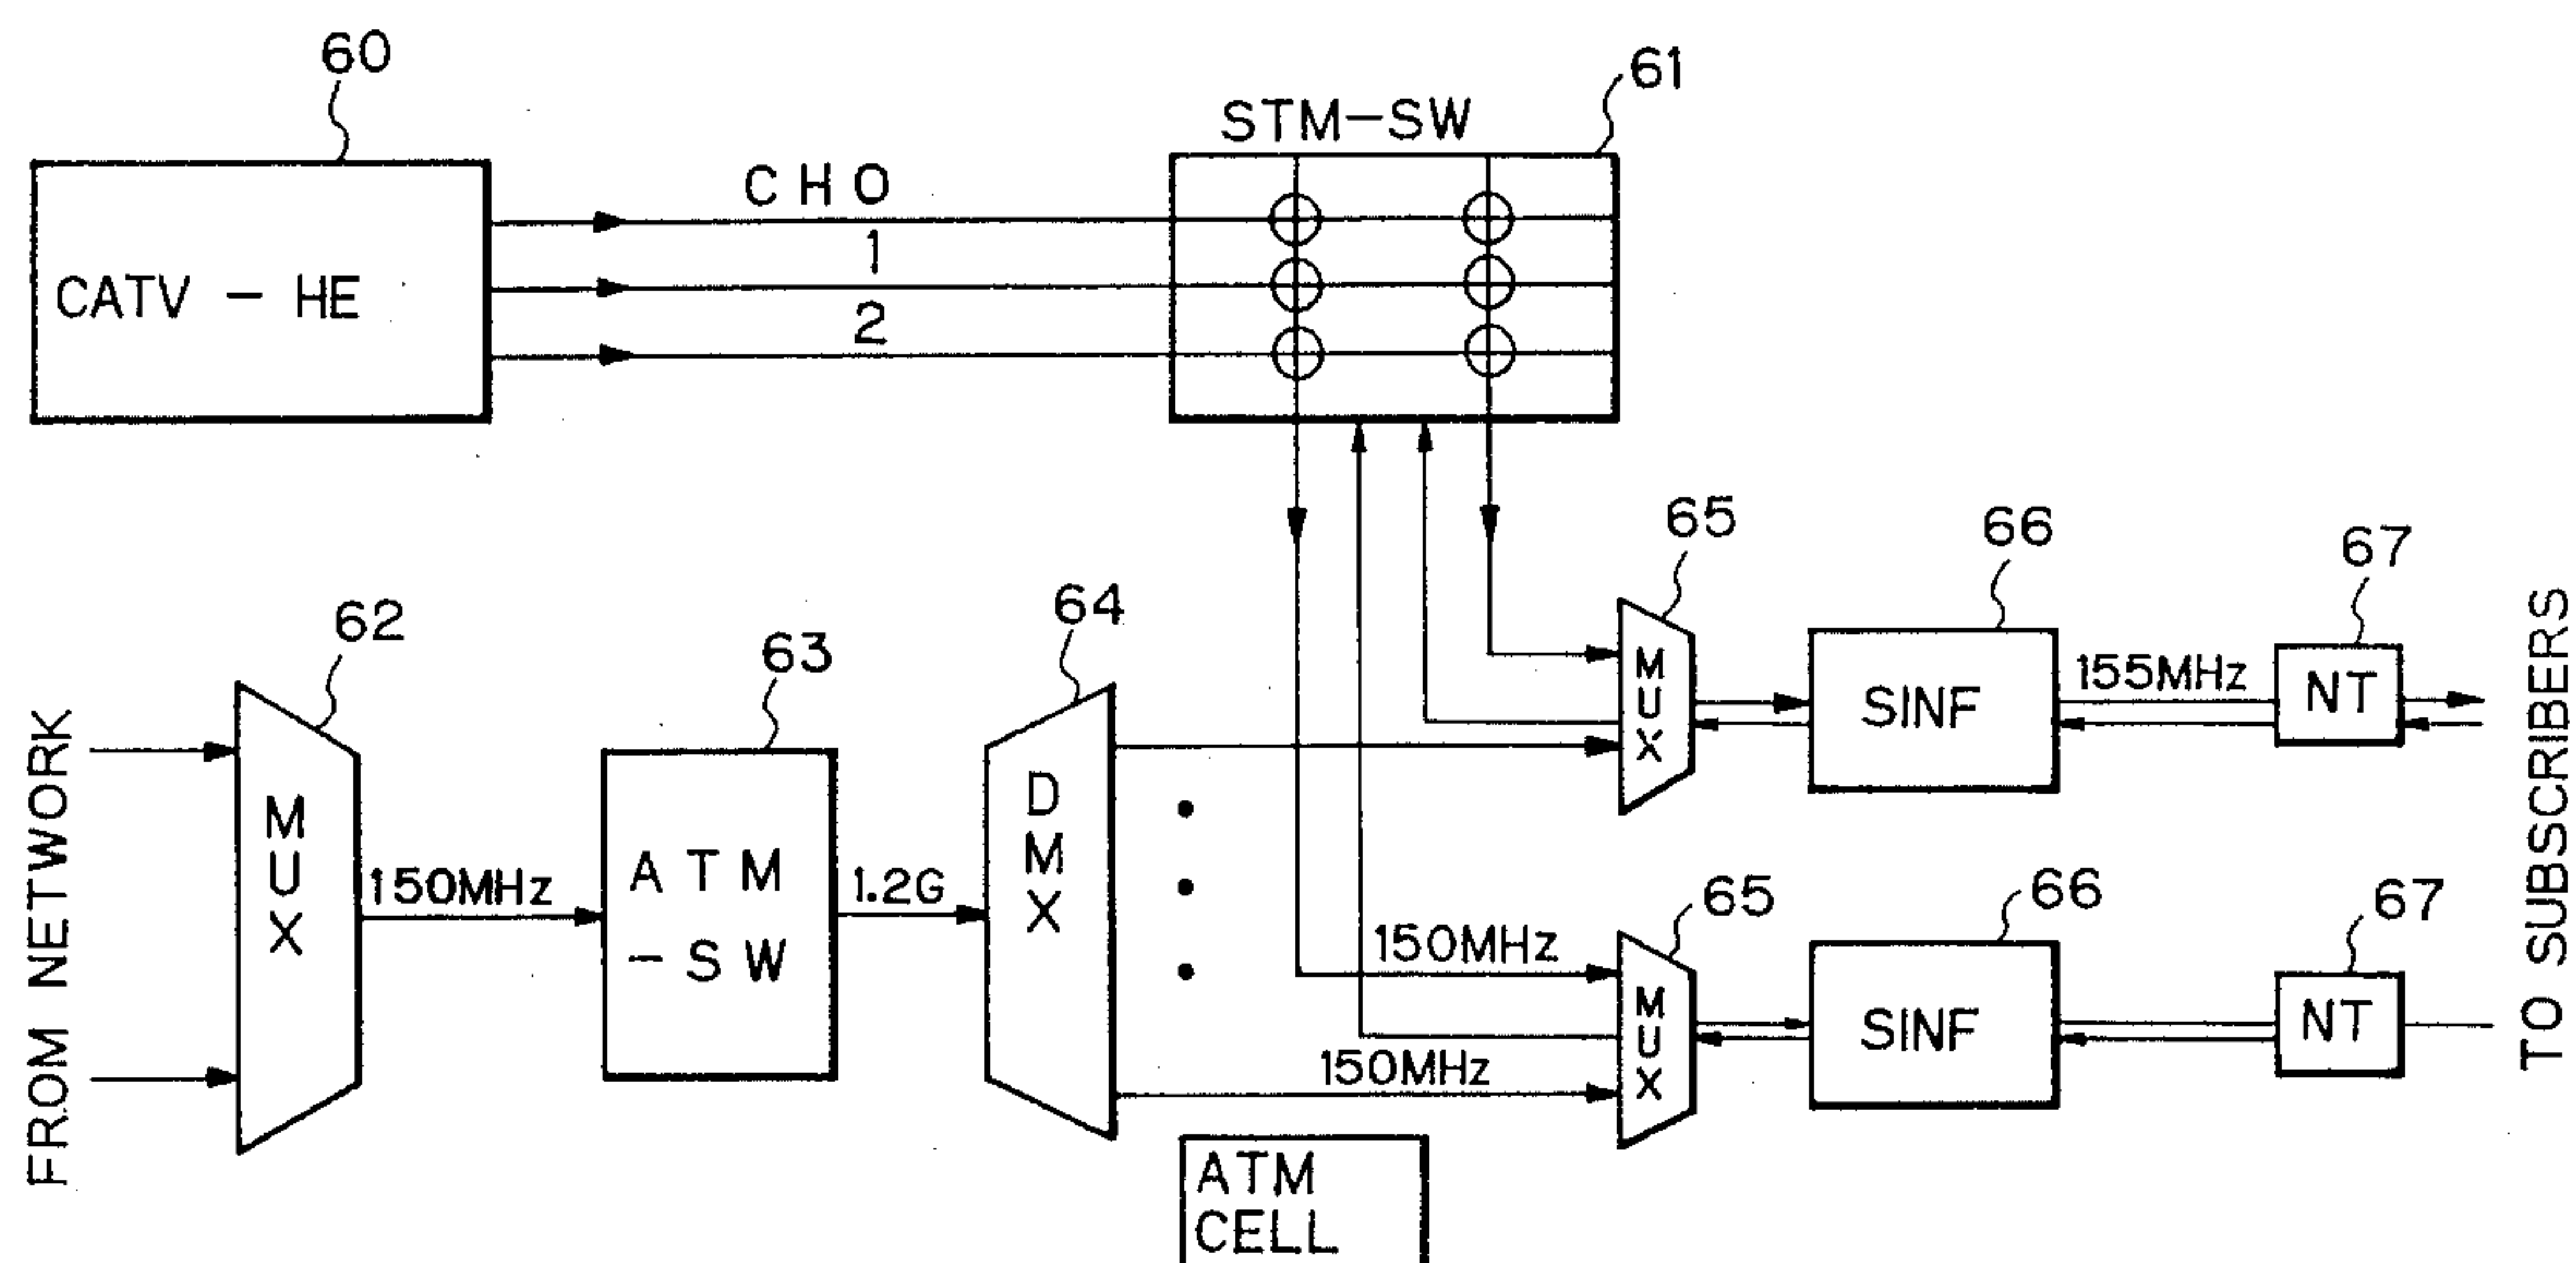 60
61
STM-SW
CH0
1
2
CATV - HE
65
66
67
62
63
64
MUX
SINF
155MHz
NT
FROM NETWORK
MUX
150MHz
ATM
-SW
1.2G
DMX
TO SUBSCRIBERS
65
66
67
150MHz
MUX
SINF
NT
150MHz
ATM
CELL